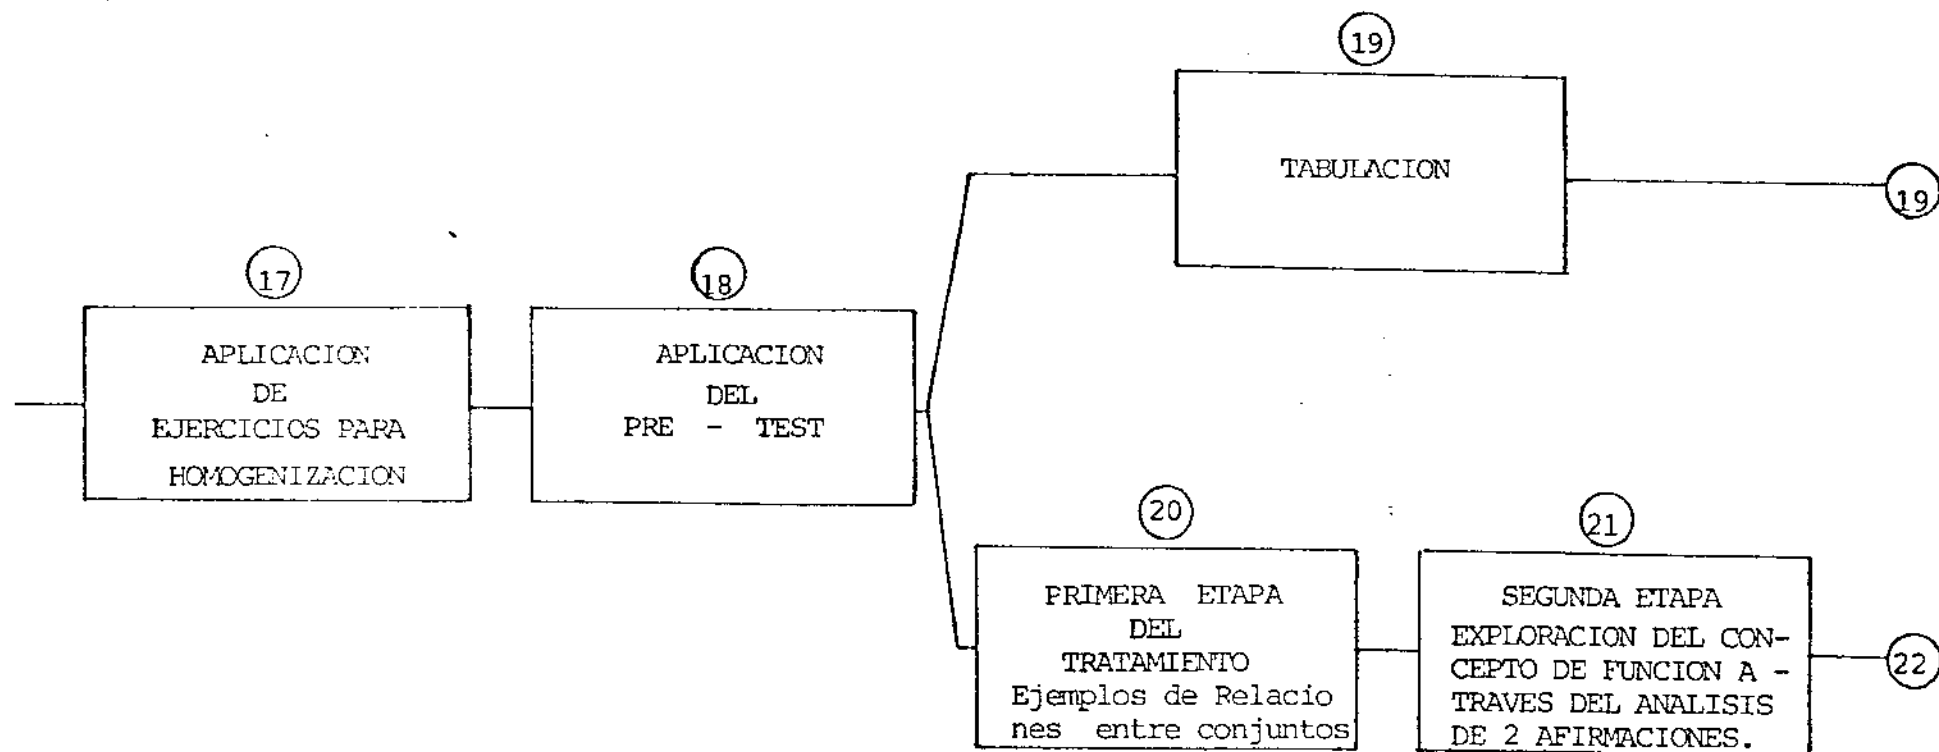 19
TABULACION
19
17
APLICACION
DE
EJERCICIOS PARA
HOMOGENIZACION
18
APLICACION
DEL
PRE - TEST
20
PRIMERA ETAPA
DEL
TRATAMIENTO
Ejemplos de Relacio
nes entre conjuntos
21
SEGUNDA ETAPA
EXPLORACION DEL CON-
CEPTO DE FUNCION A -
TRAVES DEL ANALISIS
DE 2 AFIRMACIONES.
22